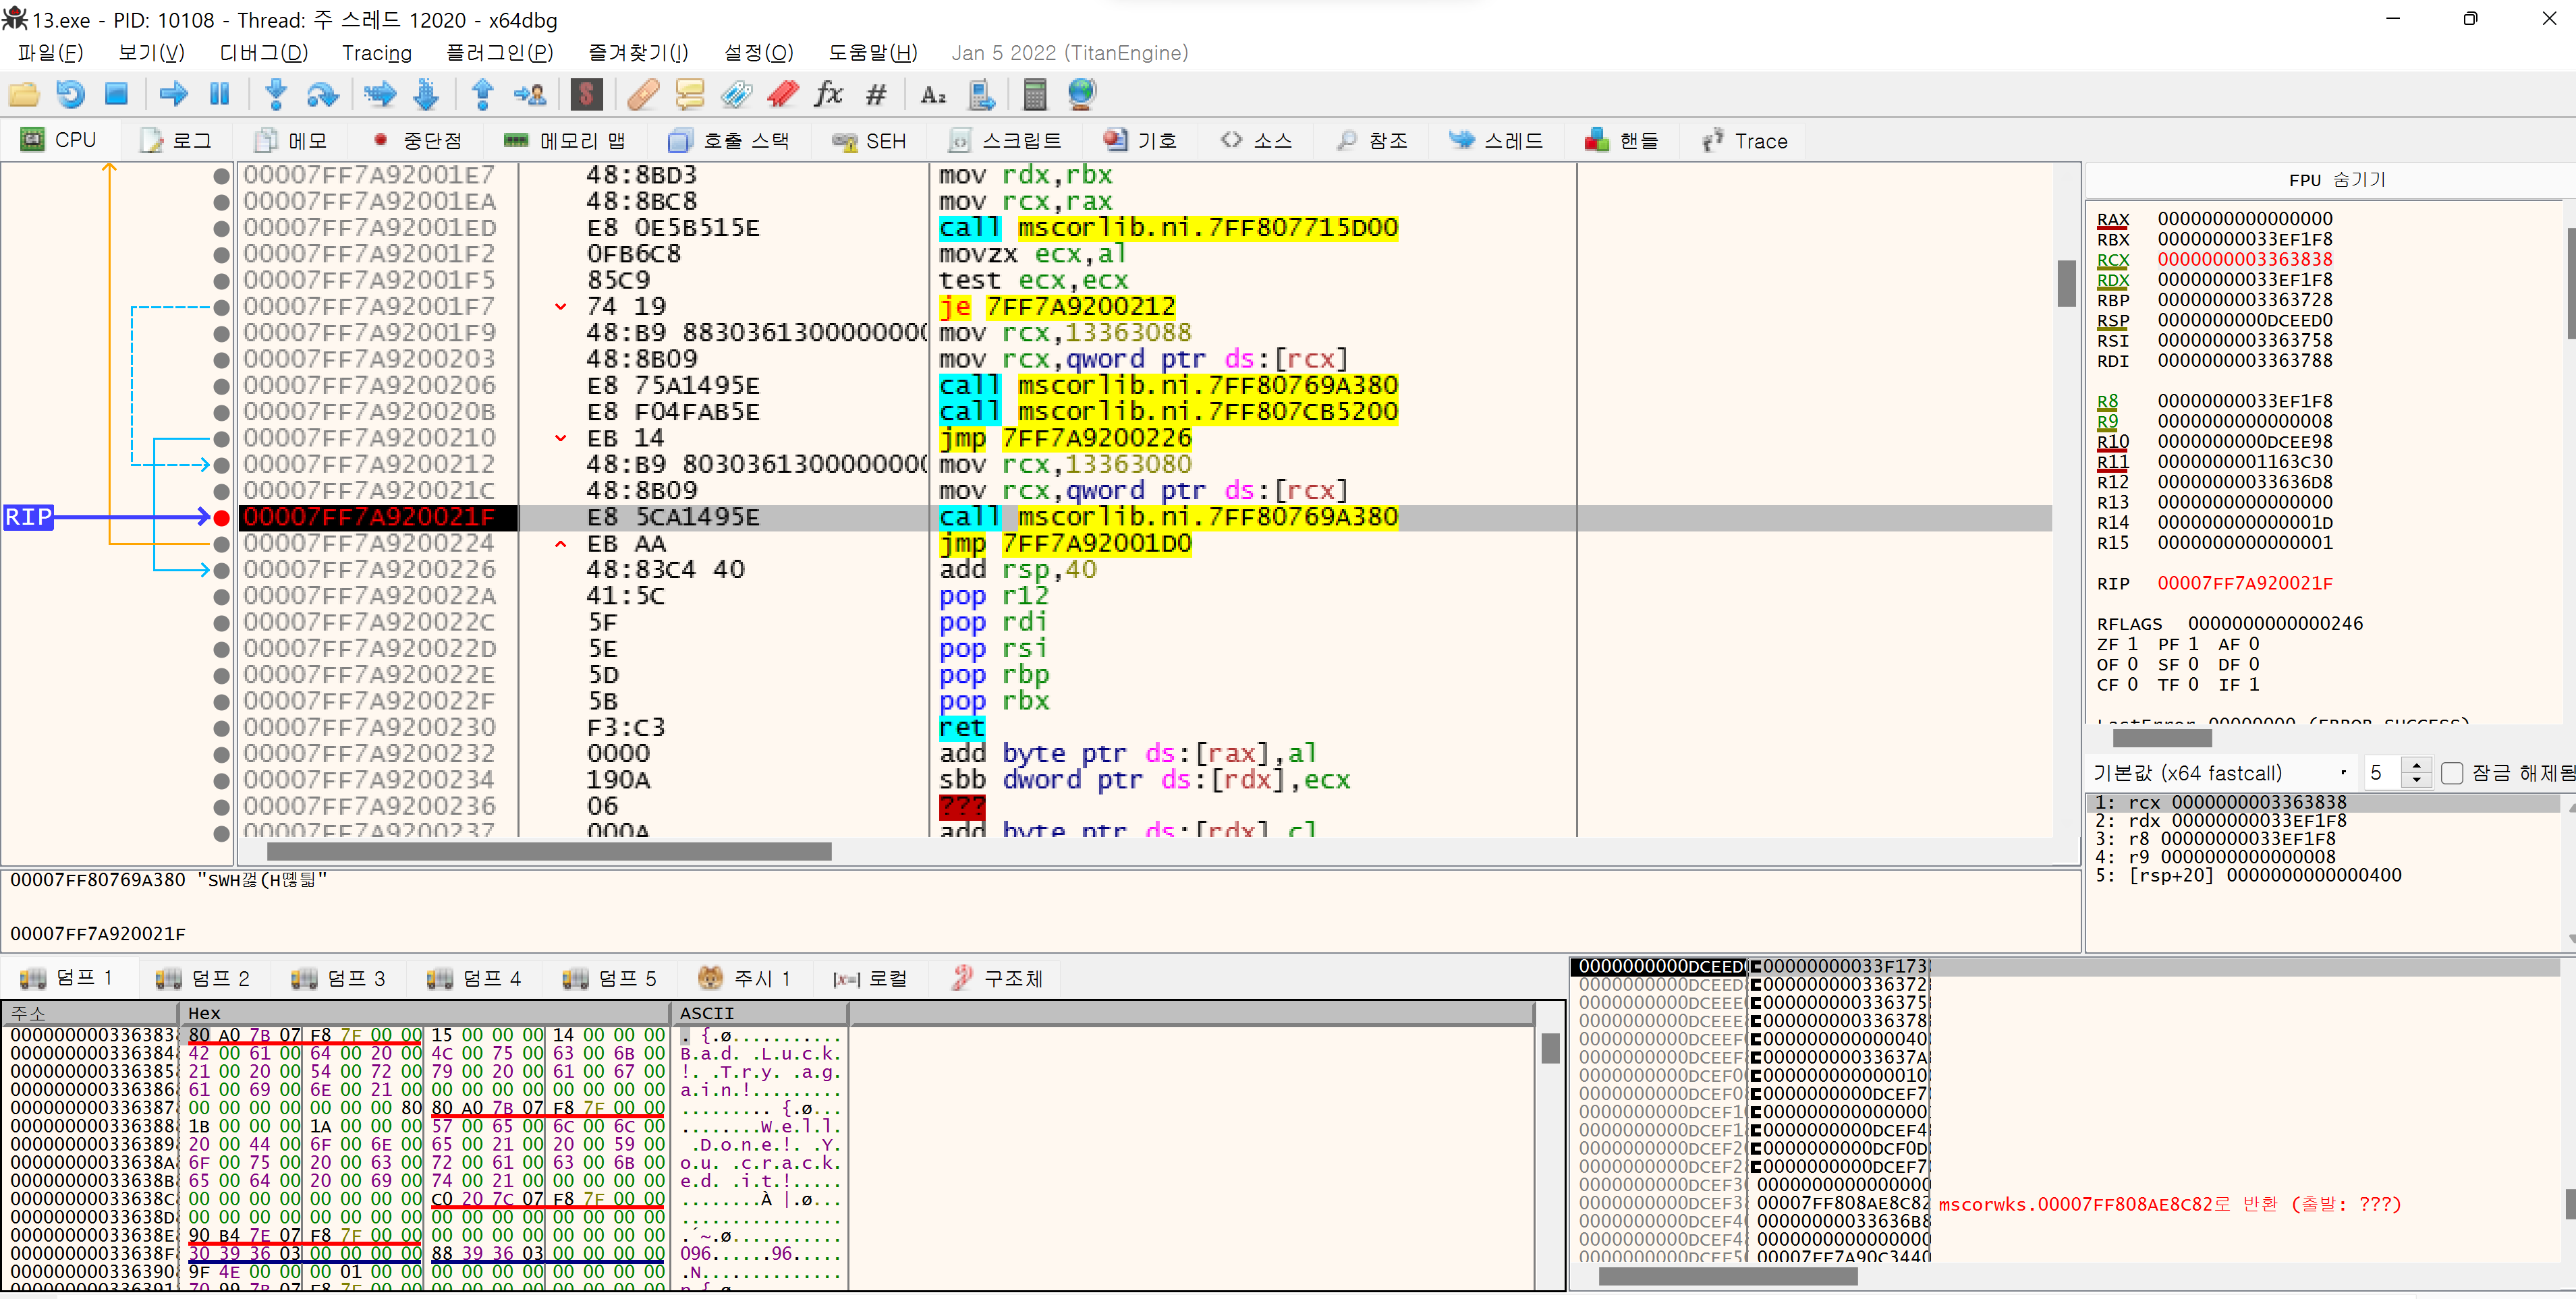 13.exe - PID: 10108 - Thread: 주 스레드 12020 - x64dbg
파일(F) 보기(V) 디버그(D) Tracing 플러그인(P) 즐겨찾기(I) 설정(O) 도움말(H) Jan 5 2022 (TitanEngine)
CPU 로그 메모 중단점 메모리 맵 호출 스택 SEH 스크립트 기호 소스 참조 스레드 핸들 Trace
00007FF7A92001E7 48:8BD3 mov rdx,rbx
00007FF7A92001EA 48:8BC8 mov rcx,rax
00007FF7A92001ED E8 0E5B515E call mscorlib.ni.7FF807715D00
00007FF7A92001F2 0FB6C8 movzx ecx,al
00007FF7A92001F5 85C9 test ecx,ecx
00007FF7A92001F7 74 19 je 7FF7A9200212
00007FF7A92001F9 48:B9 8830361300000000 mov rcx,13363088
00007FF7A9200203 48:8B09 mov rcx,qword ptr ds:[rcx]
00007FF7A9200206 E8 75A1495E call mscorlib.ni.7FF80769A380
00007FF7A920020B E8 F04FAB5E call mscorlib.ni.7FF807CB5200
00007FF7A9200210 EB 14 jmp 7FF7A9200226
00007FF7A9200212 48:B9 8030361300000000 mov rcx,13363080
00007FF7A920021C 48:8B09 mov rcx,qword ptr ds:[rcx]
RIP 00007FF7A920021F E8 5CA1495E call mscorlib.ni.7FF80769A380
00007FF7A9200224 EB AA jmp 7FF7A92001D0
00007FF7A9200226 48:83C4 40 add rsp,40
00007FF7A920022A 41:5C pop r12
00007FF7A920022C 5F pop rdi
00007FF7A920022D 5E pop rsi
00007FF7A920022E 5D pop rbp
00007FF7A920022F 5B pop rbx
00007FF7A9200230 F3:C3 ret
00007FF7A9200232 0000 add byte ptr ds:[rax],al
00007FF7A9200234 190A sbb dword ptr ds:[rdx],ecx
00007FF7A9200236 06 ???
00007FF7A9200237 000A add byte ptr ds:[rdx],cl
FPU 숨기기
RAX 0000000000000000
RBX 00000000033EF1F8
RCX 0000000003363838
RDX 00000000033EF1F8
RBP 0000000003363728
RSP 0000000000DCEED0
RSI 0000000003363758
RDI 0000000003363788
R8 00000000033EF1F8
R9 0000000000000008
R10 0000000000DCEE98
R11 0000000001163C30
R12 00000000033636D8
R13 0000000000000000
R14 000000000000001D
R15 0000000000000001
RIP 00007FF7A920021F
RFLAGS 0000000000000246
ZF 1 PF 1 AF 0
OF 0 SF 0 DF 0
CF 0 TF 0 IF 1
LastError 00000000 (ERROR_SUCCESS)
기본값 (x64 fastcall) 5 잠금 해제됨
1: rcx 0000000003363838
2: rdx 00000000033EF1F8
3: r8 00000000033EF1F8
4: r9 0000000000000008
5: [rsp+20] 0000000000000400
00007FF80769A380 "SWH껋(H뗼튋"
00007FF7A920021F
덤프 1 덤프 2 덤프 3 덤프 4 덤프 5 주시 1 [x=] 로컬 구조체
주소 Hex ASCII
000000000336383 80 A0 7B 07 F8 7F 00 00 15 00 00 00 14 00 00 00 . {.ø...........
000000000336384 42 00 61 00 64 00 20 00 4C 00 75 00 63 00 6B 00 B.a.d. .L.u.c.k.
000000000336385 21 00 20 00 54 00 72 00 79 00 20 00 61 00 67 00 !. .T.r.y. .a.g.
000000000336386 61 00 69 00 6E 00 21 00 00 00 00 00 00 00 00 00 a.i.n.!.........
000000000336387 00 00 00 00 00 00 00 80 80 A0 7B 07 F8 7F 00 00 ......... {.ø...
000000000336388 1B 00 00 00 1A 00 00 00 57 00 65 00 6C 00 6C 00 ........W.e.l.l.
000000000336389 20 00 44 00 6F 00 6E 00 65 00 21 00 20 00 59 00 .D.o.n.e.!. .Y.
00000000033638A 6F 00 75 00 20 00 63 00 72 00 61 00 63 00 6B 00 o.u. .c.r.a.c.k.
00000000033638B 65 00 64 00 20 00 69 00 74 00 21 00 00 00 00 00 e.d. .i.t.!.....
00000000033638C 00 00 00 00 00 00 00 00 C0 20 7C 07 F8 7F 00 00 ........À |.ø...
00000000033638D 00 00 00 00 00 00 00 00 00 00 00 00 00 00 00 00 ................
00000000033638E 90 B4 7E 07 F8 7F 00 00 00 00 00 00 00 00 00 00 .´~.ø...........
00000000033638F 30 39 36 03 00 00 00 00 88 39 36 03 00 00 00 00 096......96.....
000000000336390 9F 4E 00 00 00 01 00 00 00 00 00 00 00 00 00 00 .N..............
000000000336391 70 99 7B 07 F8 7F 00 00 00 00 00 00 00 00 00 00 p.{.ø
0000000000DCEED 00000000033F173
0000000000DCEED 000000000336372
0000000000DCEEE 000000000336375
0000000000DCEEE 000000000336378
0000000000DCEEF 000000000000040
0000000000DCEEF 00000000033637A
0000000000DCEF0 000000000000010
0000000000DCEF0 0000000000DCEF7
0000000000DCEF1 000000000000000
0000000000DCEF1 0000000000DCEF4
0000000000DCEF2 0000000000DCF0D
0000000000DCEF2 0000000000DCEF7
0000000000DCEF3 0000000000000000
0000000000DCEF3 00007FF808AE8C82 mscorwks.00007FF808AE8C82로 반환 (출발: ???)
0000000000DCEF4 00000000033636B8
0000000000DCEF4 0000000000000000
0000000000DCEF5 00007FF7A90C3440